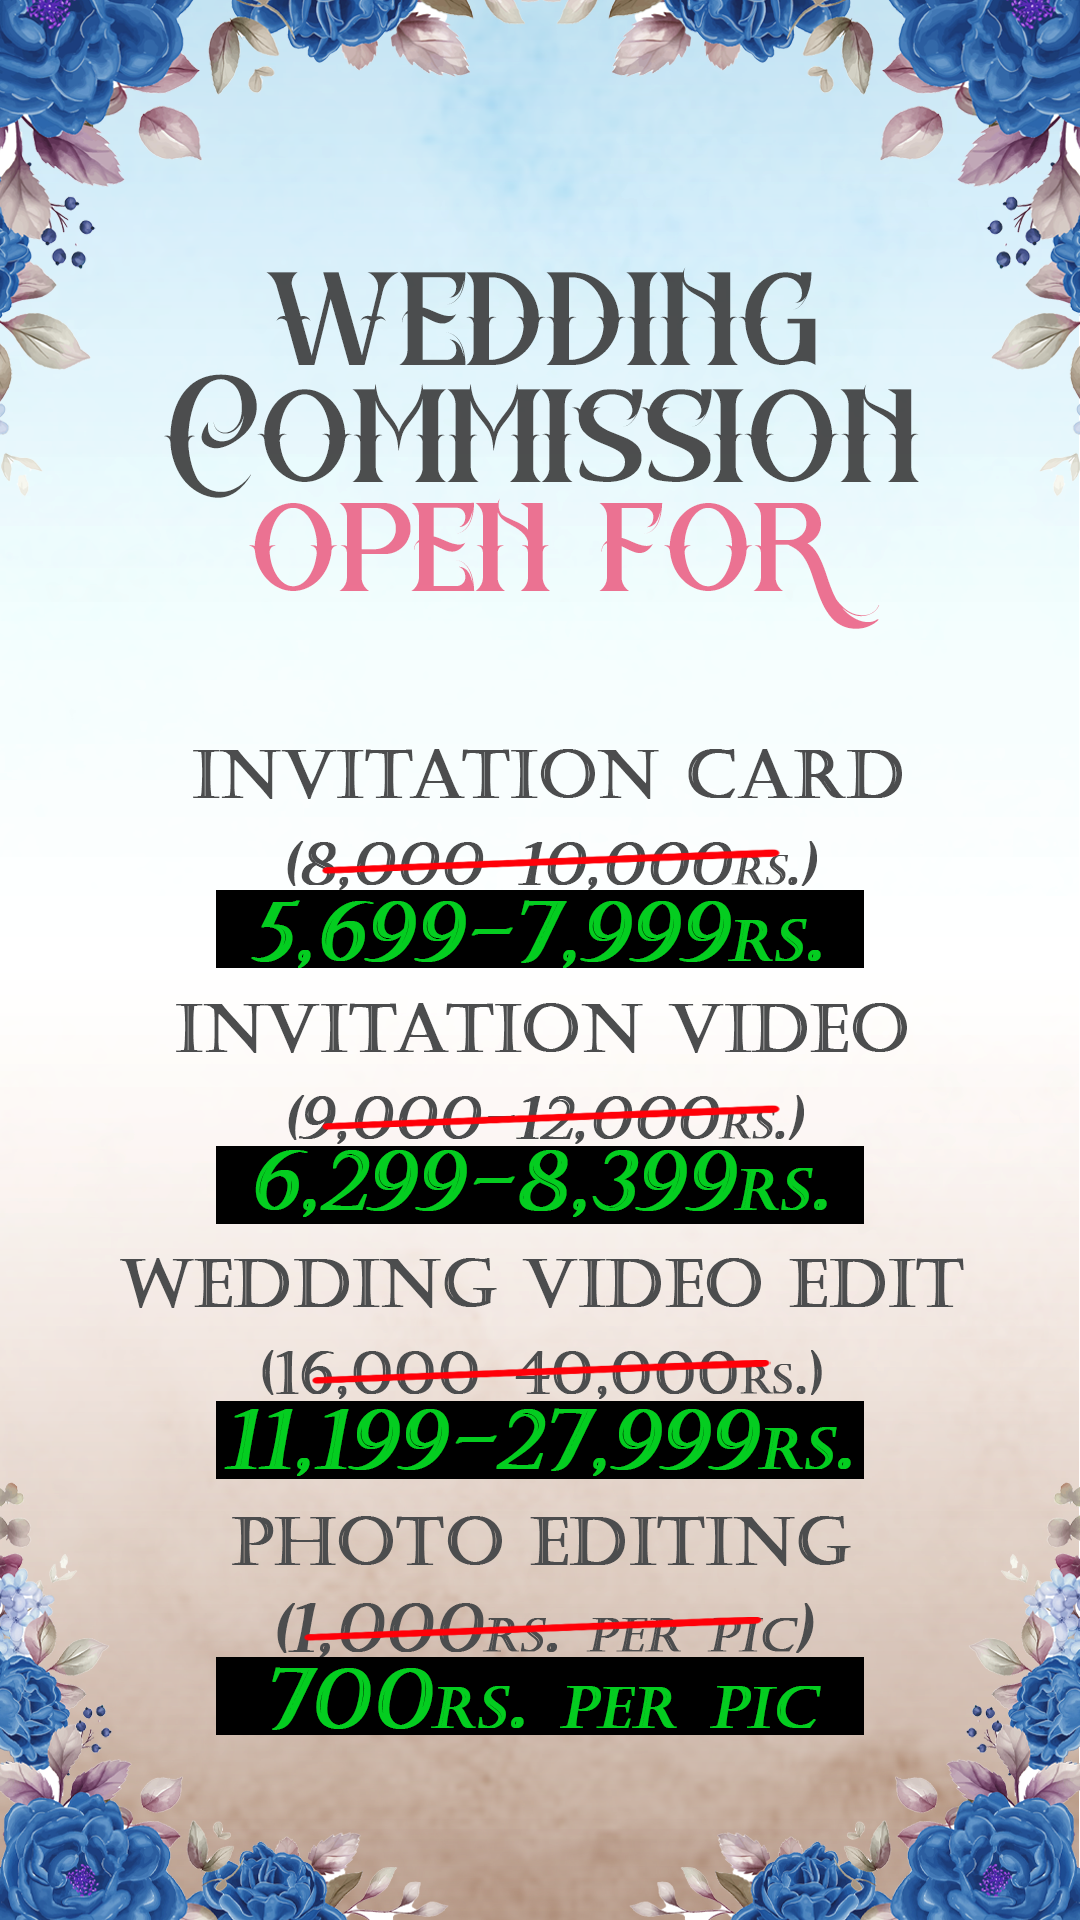 WEDDING
COMMISSION
OPEN FOR
INVITATION CARD
(8,000-10,000RS.)
5,699-7,999RS.
INVITATION VIDEO
(9,000-12,000RS.)
6,299-8,399RS.
WEDDING VIDEO EDIT
(16,000-40,000RS.)
11,199-27,999RS.
PHOTO EDITING
(1,000RS. PER PIC)
700RS. PER PIC